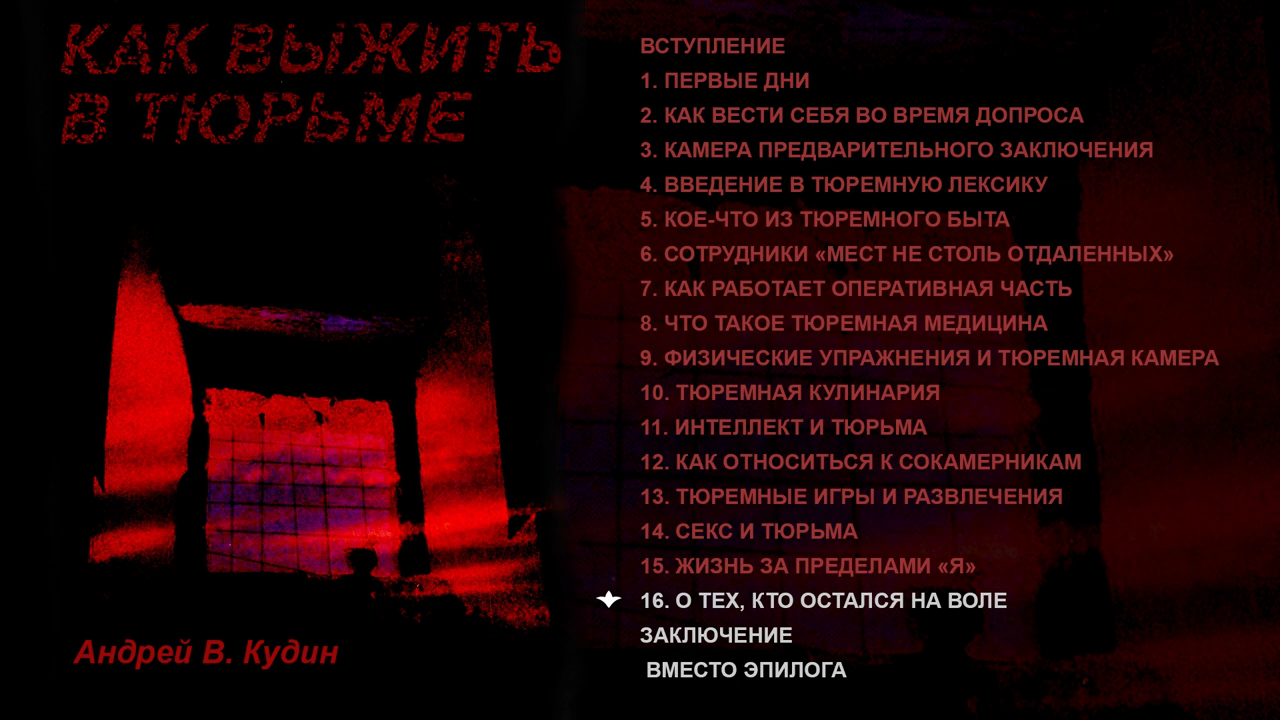 КАК ВЫЖИТЬ
В ТЮРЬМЕ
Андрей В. Кудин
ВСТУПЛЕНИЕ
1. ПЕРВЫЕ ДНИ
2. КАК ВЕСТИ СЕБЯ ВО ВРЕМЯ ДОПРОСА
3. КАМЕРА ПРЕДВАРИТЕЛЬНОГО ЗАКЛЮЧЕНИЯ
4. ВВЕДЕНИЕ В ТЮРЕМНУЮ ЛЕКСИКУ
5. КОЕ-ЧТО ИЗ ТЮРЕМНОГО БЫТА
6. СОТРУДНИКИ «МЕСТ НЕ СТОЛЬ ОТДАЛЕННЫХ»
7. КАК РАБОТАЕТ ОПЕРАТИВНАЯ ЧАСТЬ
8. ЧТО ТАКОЕ ТЮРЕМНАЯ МЕДИЦИНА
9. ФИЗИЧЕСКИЕ УПРАЖНЕНИЯ И ТЮРЕМНАЯ КАМЕРА
10. ТЮРЕМНАЯ КУЛИНАРИЯ
11. ИНТЕЛЛЕКТ И ТЮРЬМА
12. КАК ОТНОСИТЬСЯ К СОКАМЕРНИКАМ
13. ТЮРЕМНЫЕ ИГРЫ И РАЗВЛЕЧЕНИЯ
14. СЕКС И ТЮРЬМА
15. ЖИЗНЬ ЗА ПРЕДЕЛАМИ «Я»
16. О ТЕХ, КТО ОСТАЛСЯ НА ВОЛЕ
ЗАКЛЮЧЕНИЕ
ВМЕСТО ЭПИЛОГА